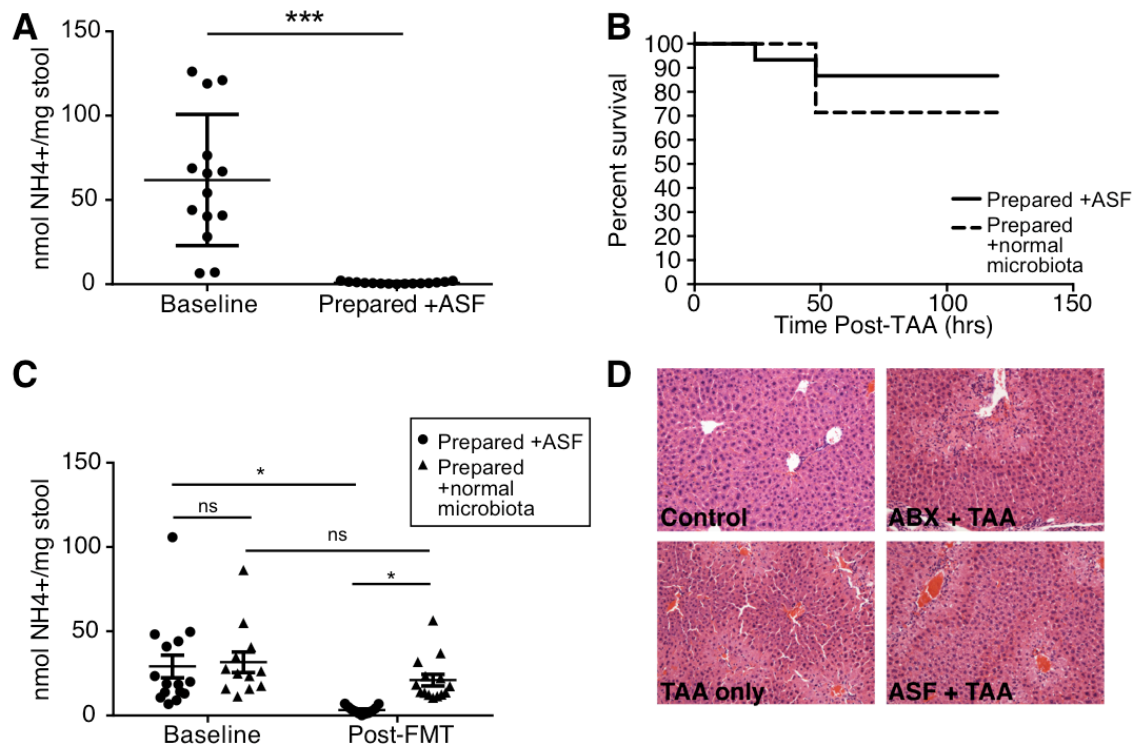 A
nmol NH4+/mg stool
150
100
50
0
***
Baseline
Prepared +ASF
B
Percent survival
100
90
80
70
60
50
40
30
20
10
0
0
50
100
150
Time Post-TAA (hrs)
Prepared +ASF
Prepared
+normal
microbiota
C
nmol NH4+/mg stool
150
100
50
0
Prepared +ASF
Prepared
+normal
microbiota
*
ns
ns
*
Baseline
Post-FMT
D
Control
ABX + TAA
TAA only
ASF + TAA